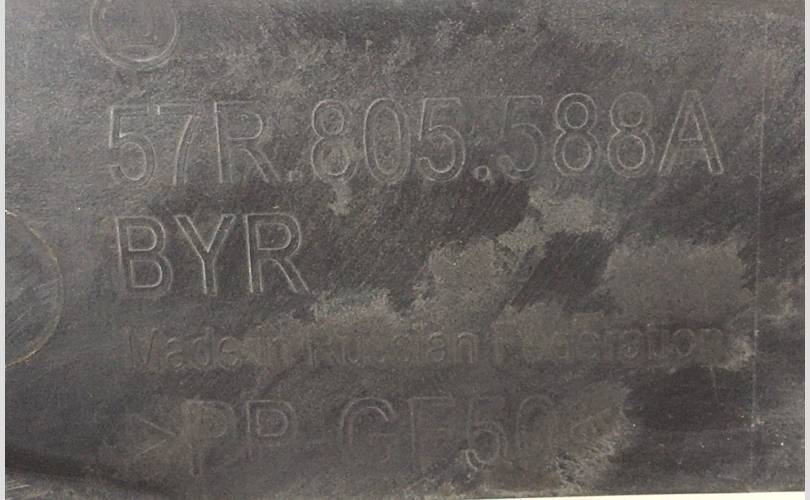 57R.805.588A
BYR
Made in Russian Federation
>PP-GF50<